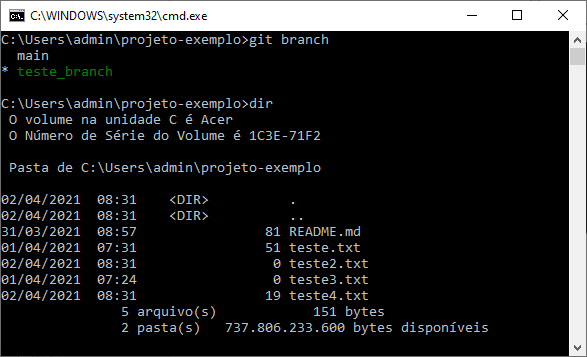 C:\WINDOWS\system32\cmd.exe
C:\Users\admin\projeto-exemplo>git branch
  main
* teste_branch
C:\Users\admin\projeto-exemplo>dir
 O volume na unidade C é Acer
 O Número de Série do Volume é 1C3E-71F2
 Pasta de C:\Users\admin\projeto-exemplo
02/04/2021  08:31    <DIR>          .
02/04/2021  08:31    <DIR>          ..
31/03/2021  08:57                81 README.md
01/04/2021  07:31                51 teste.txt
02/04/2021  08:31                 0 teste2.txt
01/04/2021  07:24                 0 teste3.txt
02/04/2021  08:31                19 teste4.txt
               5 arquivo(s)            151 bytes
               2 pasta(s)   737.806.233.600 bytes disponíveis